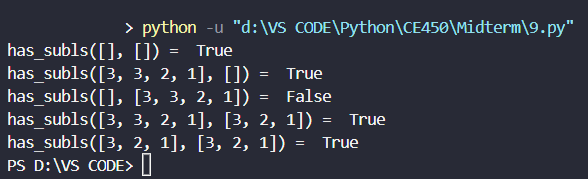 > python -u "d:\VS CODE\Python\CE450\Midterm\9.py"
has_subls([], []) =  True
has_subls([3, 3, 2, 1], []) =  True
has_subls([], [3, 3, 2, 1]) =  False
has_subls([3, 3, 2, 1], [3, 2, 1]) =  True
has_subls([3, 2, 1], [3, 2, 1]) =  True
PS D:\VS CODE>